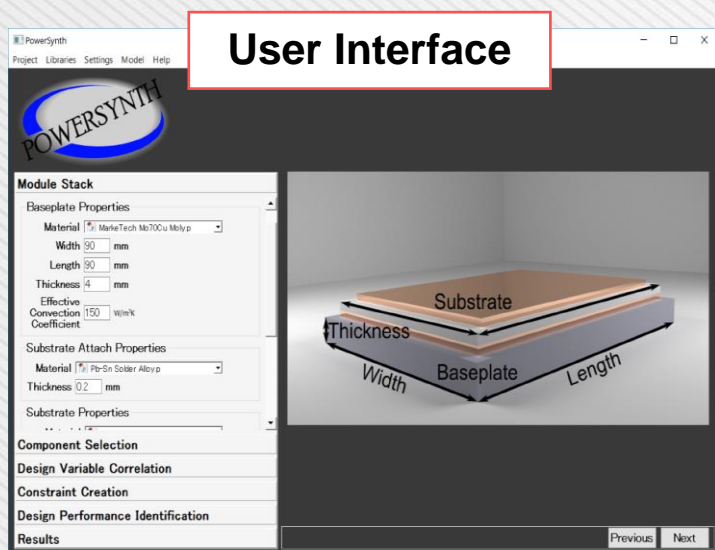 User Interface
PowerSynth
Project Libraries Settings Model Help
POWERSYNTH
Module Stack
Baseplate Properties
Material MarkeTech Mo70Cu Moly.p
Width 90 mm
Length 90 mm
Thickness 4 mm
Effective
Convection 150 W/m²K
Coefficient
Substrate Attach Properties
Material Pb-Sn Solder Alloy.p
Thickness 0.2 mm
Substrate Properties
Component Selection
Design Variable Correlation
Constraint Creation
Design Performance Identification
Results
Substrate
Thickness
Width
Baseplate
Length
Previous Next